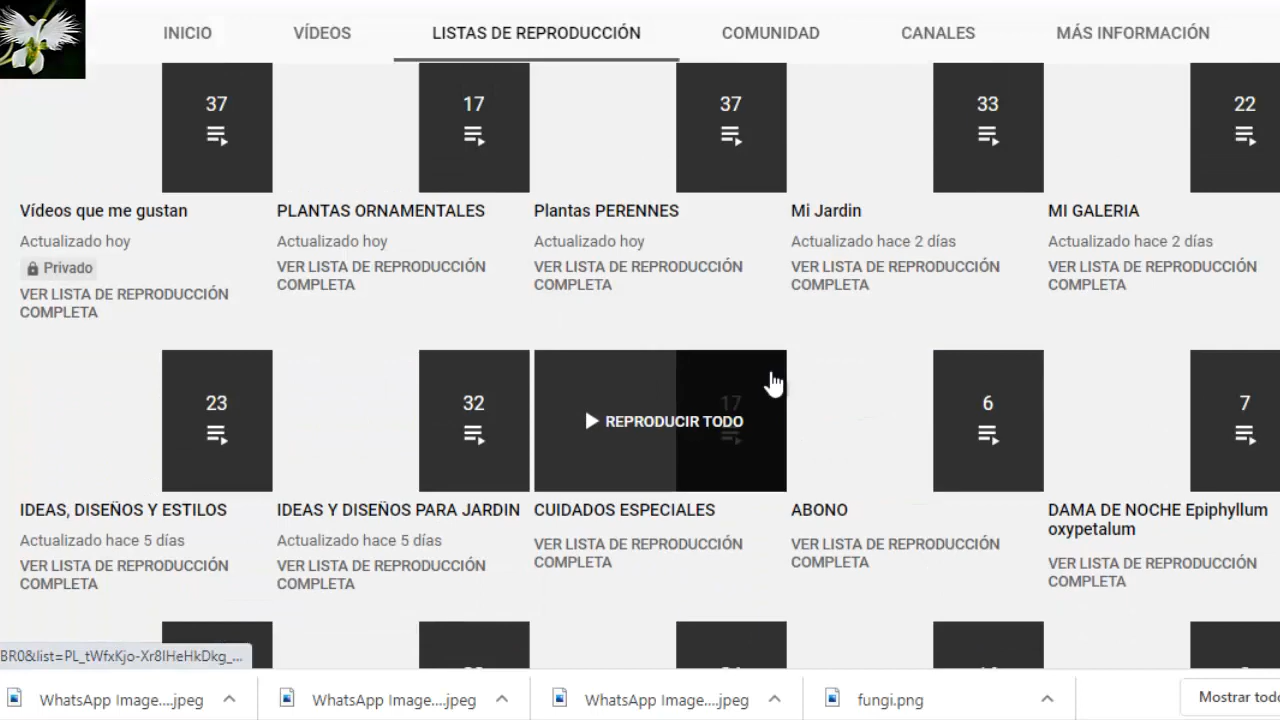 INICIO VÍDEOS LISTAS DE REPRODUCCIÓN COMUNIDAD CANALES MÁS INFORMACIÓN
37 17 37 33 22
Vídeos que me gustan
Actualizado hoy
Privado
VER LISTA DE REPRODUCCIÓN
COMPLETA
PLANTAS ORNAMENTALES
Actualizado hoy
VER LISTA DE REPRODUCCIÓN
COMPLETA
Plantas PERENNES
Actualizado hoy
VER LISTA DE REPRODUCCIÓN
COMPLETA
Mi Jardin
Actualizado hace 2 días
VER LISTA DE REPRODUCCIÓN
COMPLETA
MI GALERIA
Actualizado hace 2 días
VER LISTA DE REPRODUCCIÓN
COMPLETA
23 32 17 6 7
REPRODUCIR TODO
IDEAS, DISEÑOS Y ESTILOS
Actualizado hace 5 días
VER LISTA DE REPRODUCCIÓN
COMPLETA
IDEAS Y DISEÑOS PARA JARDIN
Actualizado hace 5 días
VER LISTA DE REPRODUCCIÓN
COMPLETA
CUIDADOS ESPECIALES
VER LISTA DE REPRODUCCIÓN
COMPLETA
ABONO
VER LISTA DE REPRODUCCIÓN
COMPLETA
DAMA DE NOCHE Epiphyllum
oxypetalum
VER LISTA DE REPRODUCCIÓN
COMPLETA
BR0&list=PL_tWfxKjo-Xr8lHeHkDkg_...
WhatsApp Image....jpeg WhatsApp Image....jpeg WhatsApp Image....jpeg fungi.png Mostrar todo